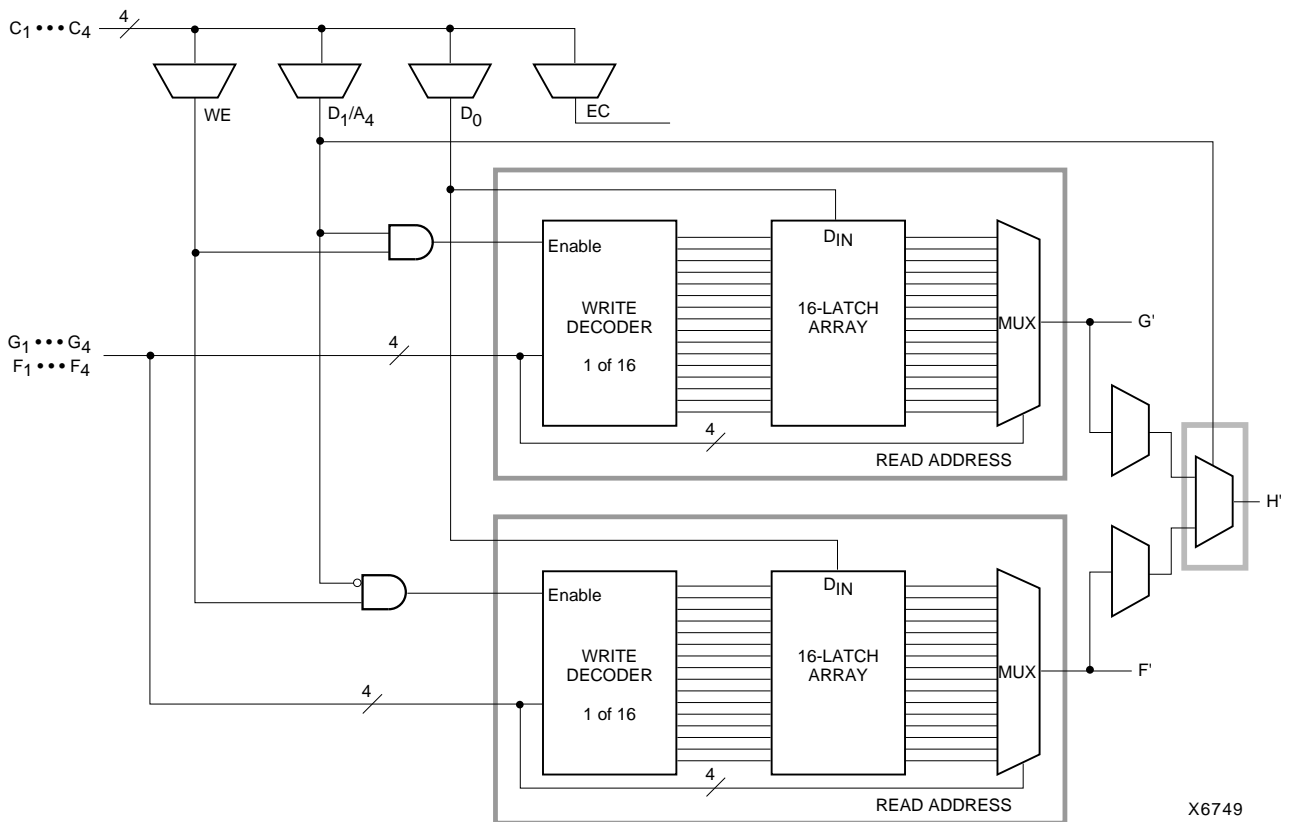 C1 ••• C4
4
WE
D1/A4
D0
EC
DIN
Enable
WRITE
DECODER
1 of 16
16-LATCH
ARRAY
MUX
G'
G1 ••• G4
F1 ••• F4
4
4
READ ADDRESS
H'
DIN
Enable
WRITE
DECODER
1 of 16
16-LATCH
ARRAY
MUX
F'
4
4
READ ADDRESS
X6749